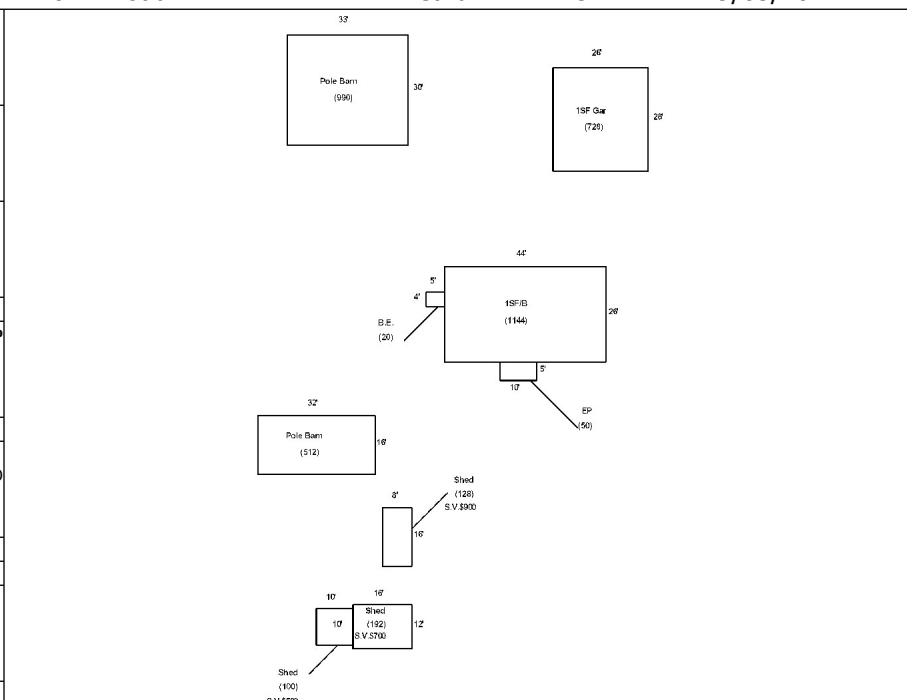 33'
Pole Barn
(990)
30'
26'
1SF Gar
(728)
28'
44'
1SF/B
(1144)
26'
5'
4'
B.E.
(20)
5'
10'
EP
(50)
32'
Pole Barn
(512)
16'
Shed
(128)
S.V.$900
8'
16'
10'
10'
16'
Shed
(192)
S.V.$700
12'
Shed
(100)